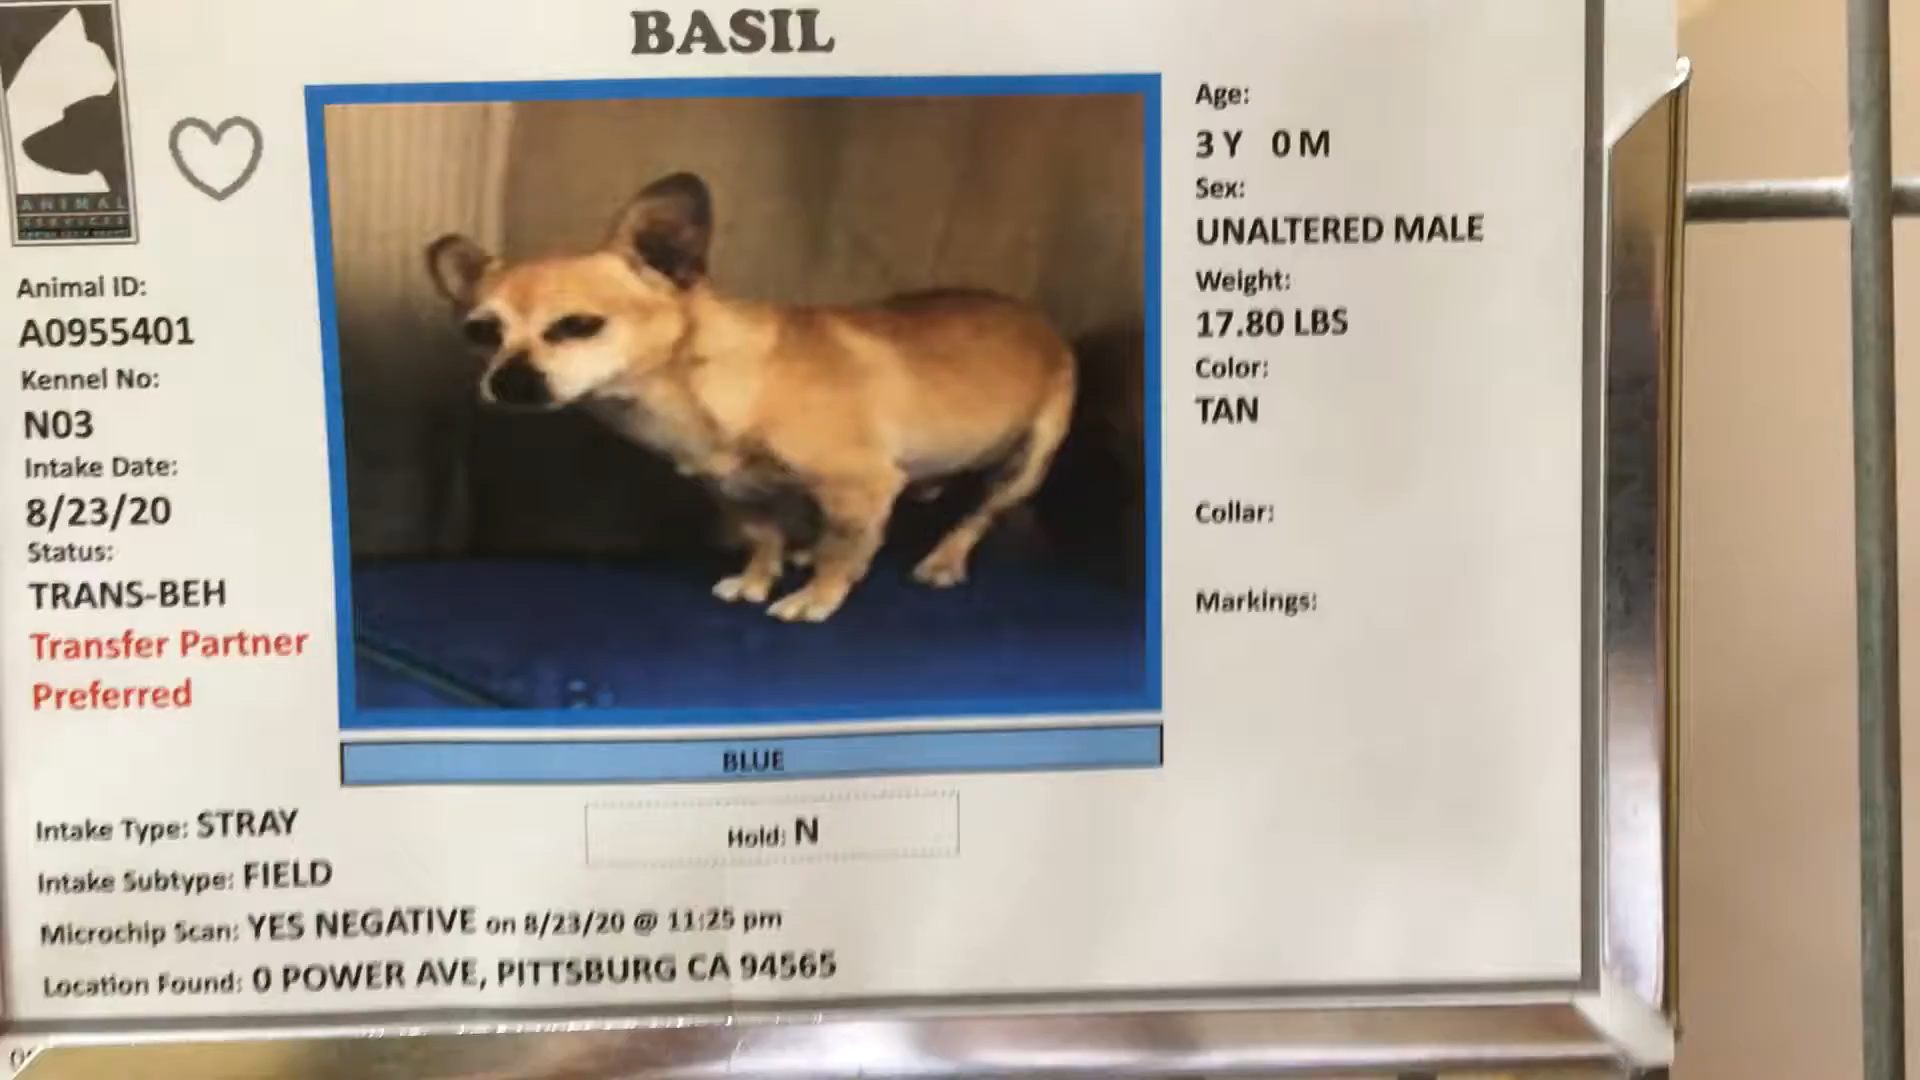 BASIL
ANIMAL
SERVICES
Animal ID:
A0955401
Kennel No:
N03
Intake Date:
8/23/20
Status:
TRANS-BEH
Transfer Partner
Preferred
Age:
3 Y 0 M
Sex:
UNALTERED MALE
Weight:
17.80 LBS
Color:
TAN
Collar:
Markings:
BLUE
Hold: N
Intake Type: STRAY
Intake Subtype: FIELD
Microchip Scan: YES NEGATIVE on 8/23/20 @ 11:25 pm
Location Found: 0 POWER AVE, PITTSBURG CA 94565